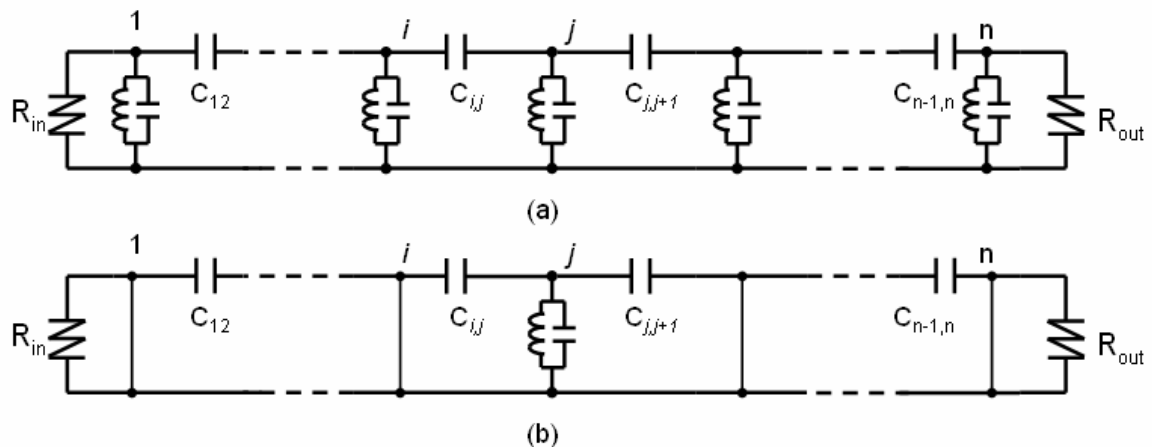 1 i j n
R_in C_12 C_i,j C_j,j+1 C_n-1,n R_out
(a)
1 i j n
R_in C_12 C_i,j C_j,j+1 C_n-1,n R_out
(b)